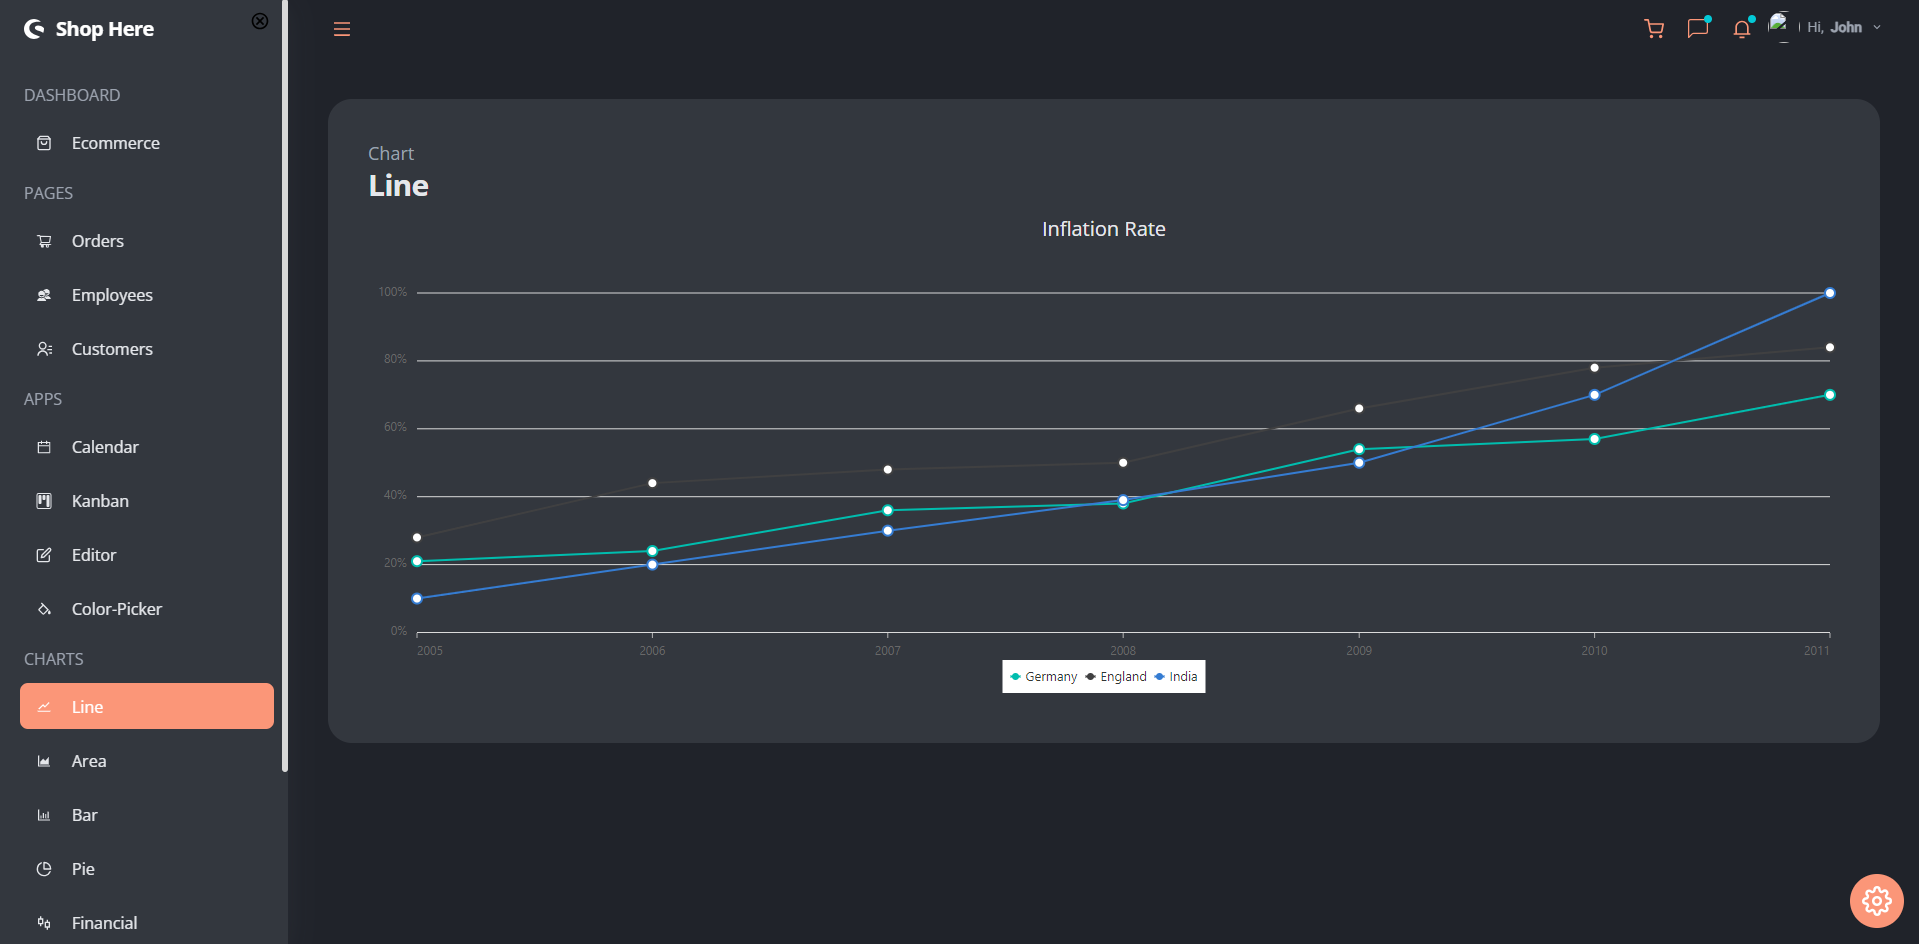 Shop Here
DASHBOARD
Ecommerce
PAGES
Orders
Employees
Customers
APPS
Calendar
Kanban
Editor
Color-Picker
CHARTS
Line
Area
Bar
Pie
Financial
Hi, John
Chart
Line
Inflation Rate
100%
80%
60%
40%
20%
0%
2005 2006 2007 2008 2009 2010 2011
Germany England India